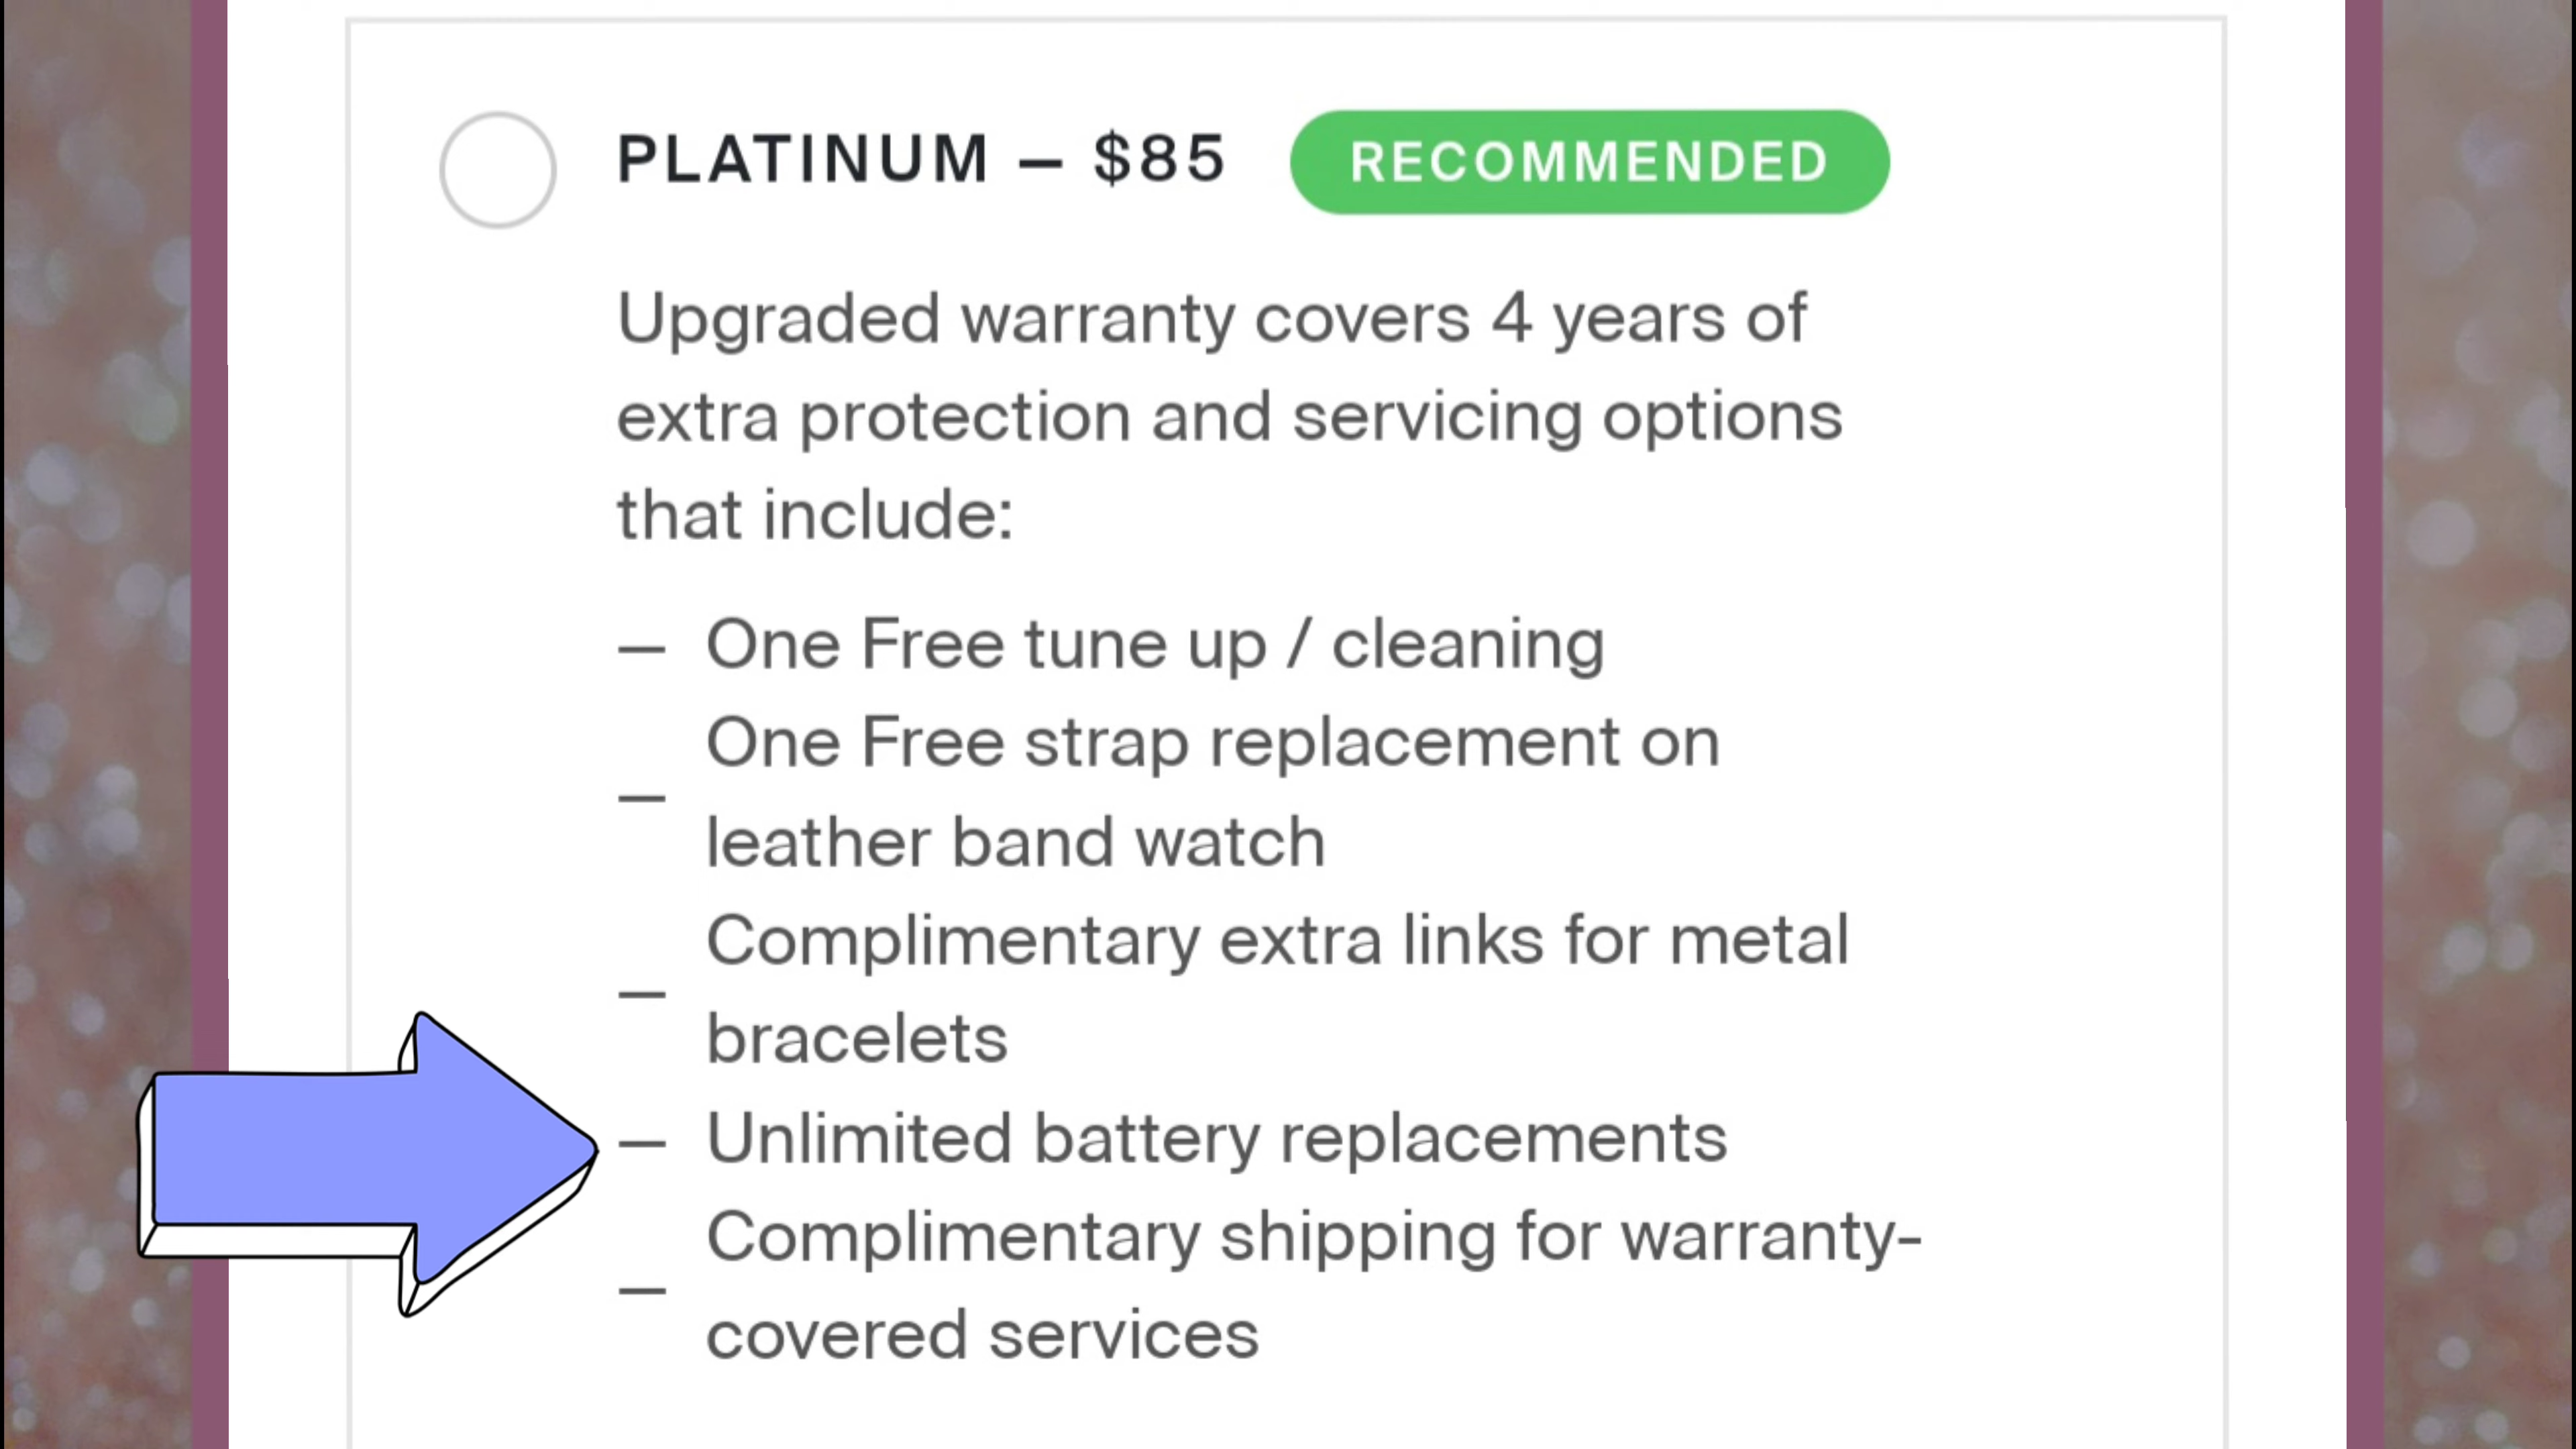 PLATINUM — $85 RECOMMENDED
Upgraded warranty covers 4 years of
extra protection and servicing options
that include:
— One Free tune up / cleaning
— One Free strap replacement on
leather band watch
— Complimentary extra links for metal
bracelets
— Unlimited battery replacements
— Complimentary shipping for warranty-
covered services